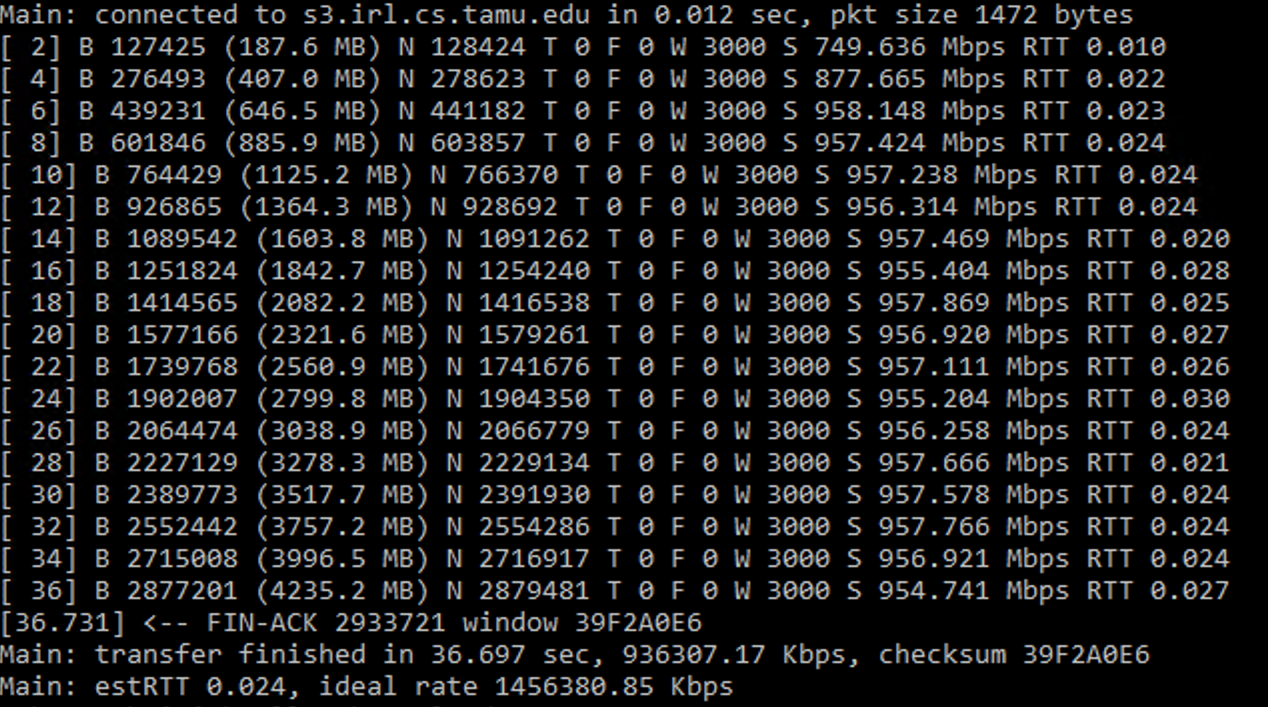 Main: connected to s3.irl.cs.tamu.edu in 0.012 sec, pkt size 1472 bytes
[ 2] B 127425 (187.6 MB) N 128424 T 0 F 0 W 3000 S 749.636 Mbps RTT 0.010
[ 4] B 276493 (407.0 MB) N 278623 T 0 F 0 W 3000 S 877.665 Mbps RTT 0.022
[ 6] B 439231 (646.5 MB) N 441182 T 0 F 0 W 3000 S 958.148 Mbps RTT 0.023
[ 8] B 601846 (885.9 MB) N 603857 T 0 F 0 W 3000 S 957.424 Mbps RTT 0.024
[ 10] B 764429 (1125.2 MB) N 766370 T 0 F 0 W 3000 S 957.238 Mbps RTT 0.024
[ 12] B 926865 (1364.3 MB) N 928692 T 0 F 0 W 3000 S 956.314 Mbps RTT 0.024
[ 14] B 1089542 (1603.8 MB) N 1091262 T 0 F 0 W 3000 S 957.469 Mbps RTT 0.020
[ 16] B 1251824 (1842.7 MB) N 1254240 T 0 F 0 W 3000 S 955.404 Mbps RTT 0.028
[ 18] B 1414565 (2082.2 MB) N 1416538 T 0 F 0 W 3000 S 957.869 Mbps RTT 0.025
[ 20] B 1577166 (2321.6 MB) N 1579261 T 0 F 0 W 3000 S 956.920 Mbps RTT 0.027
[ 22] B 1739768 (2560.9 MB) N 1741676 T 0 F 0 W 3000 S 957.111 Mbps RTT 0.026
[ 24] B 1902007 (2799.8 MB) N 1904350 T 0 F 0 W 3000 S 955.204 Mbps RTT 0.030
[ 26] B 2064474 (3038.9 MB) N 2066779 T 0 F 0 W 3000 S 956.258 Mbps RTT 0.024
[ 28] B 2227129 (3278.3 MB) N 2229134 T 0 F 0 W 3000 S 957.666 Mbps RTT 0.021
[ 30] B 2389773 (3517.7 MB) N 2391930 T 0 F 0 W 3000 S 957.578 Mbps RTT 0.024
[ 32] B 2552442 (3757.2 MB) N 2554286 T 0 F 0 W 3000 S 957.766 Mbps RTT 0.024
[ 34] B 2715008 (3996.5 MB) N 2716917 T 0 F 0 W 3000 S 956.921 Mbps RTT 0.024
[ 36] B 2877201 (4235.2 MB) N 2879481 T 0 F 0 W 3000 S 954.741 Mbps RTT 0.027
[36.731] <-- FIN-ACK 2933721 window 39F2A0E6
Main: transfer finished in 36.697 sec, 936307.17 Kbps, checksum 39F2A0E6
Main: estRTT 0.024, ideal rate 1456380.85 Kbps